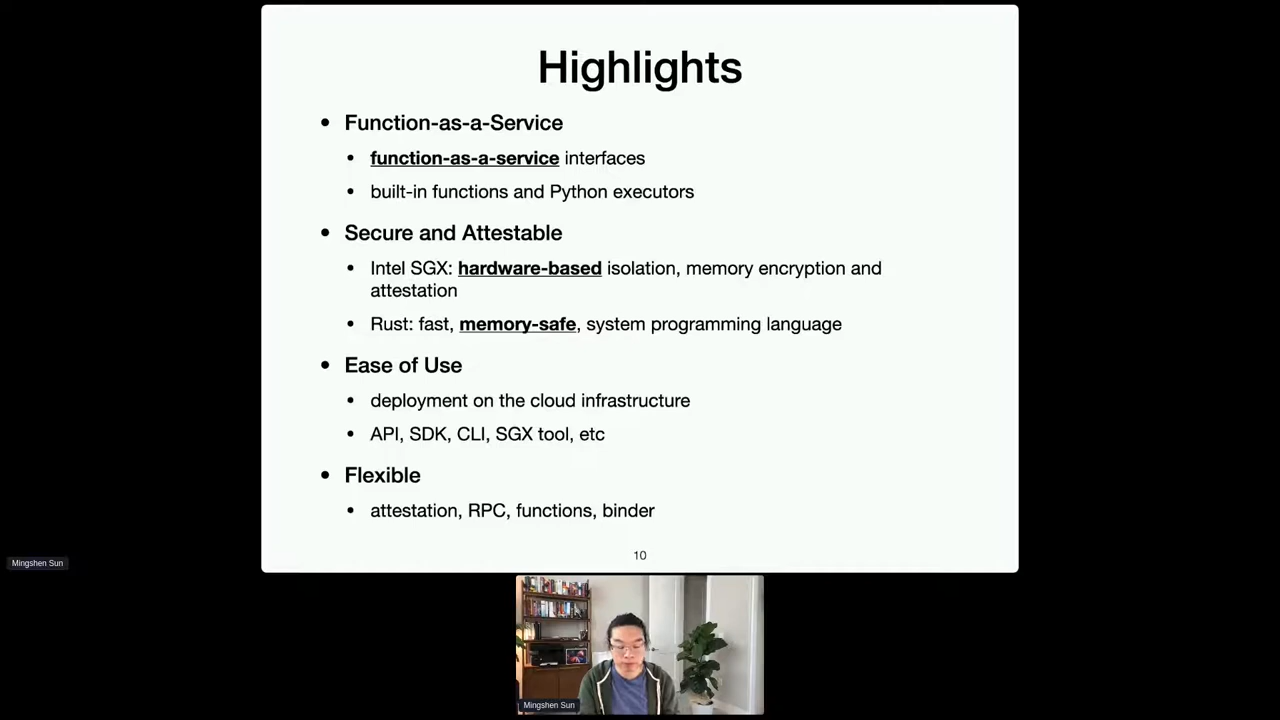 Highlights
• Function-as-a-Service
• function-as-a-service interfaces
• built-in functions and Python executors
• Secure and Attestable
• Intel SGX: hardware-based isolation, memory encryption and
attestation
• Rust: fast, memory-safe, system programming language
• Ease of Use
• deployment on the cloud infrastructure
• API, SDK, CLI, SGX tool, etc
• Flexible
• attestation, RPC, functions, binder
10
Mingshen Sun
Mingshen Sun